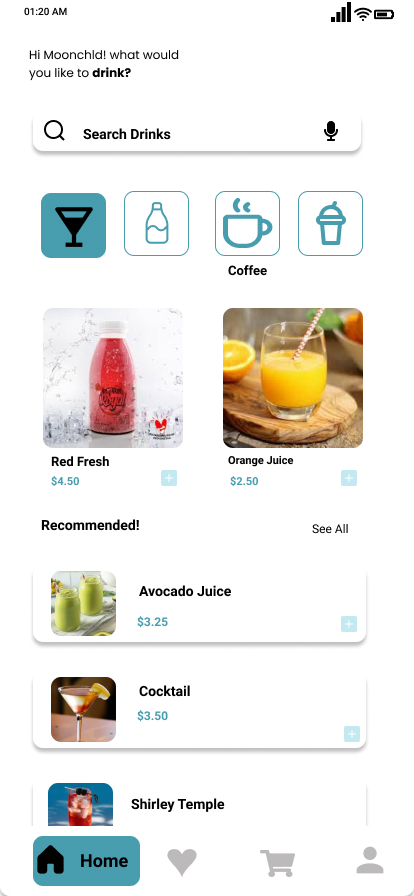 01:20 AM
Hi Moonchld! what would
you like to drink?
Search Drinks
Coffee
Royal
Red Fresh
Orange Juice
$4.50
$2.50
Recommended!
See All
Avocado Juice
$3.25
Cocktail
$3.50
Shirley Temple
Home